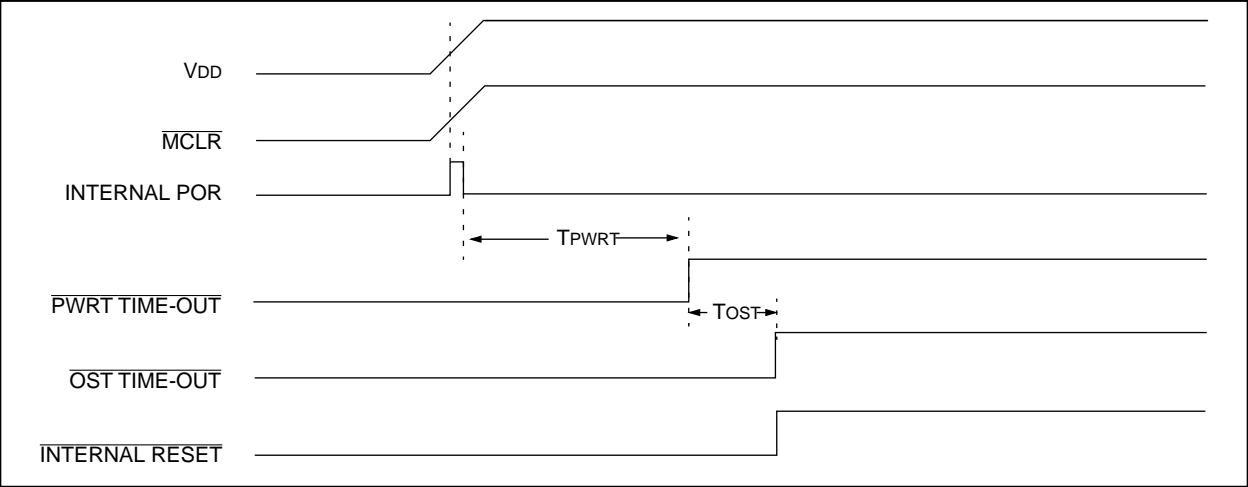 VDD
MCLR
INTERNAL POR
TPWRT
PWRT TIME-OUT
TOST
OST TIME-OUT
INTERNAL RESET